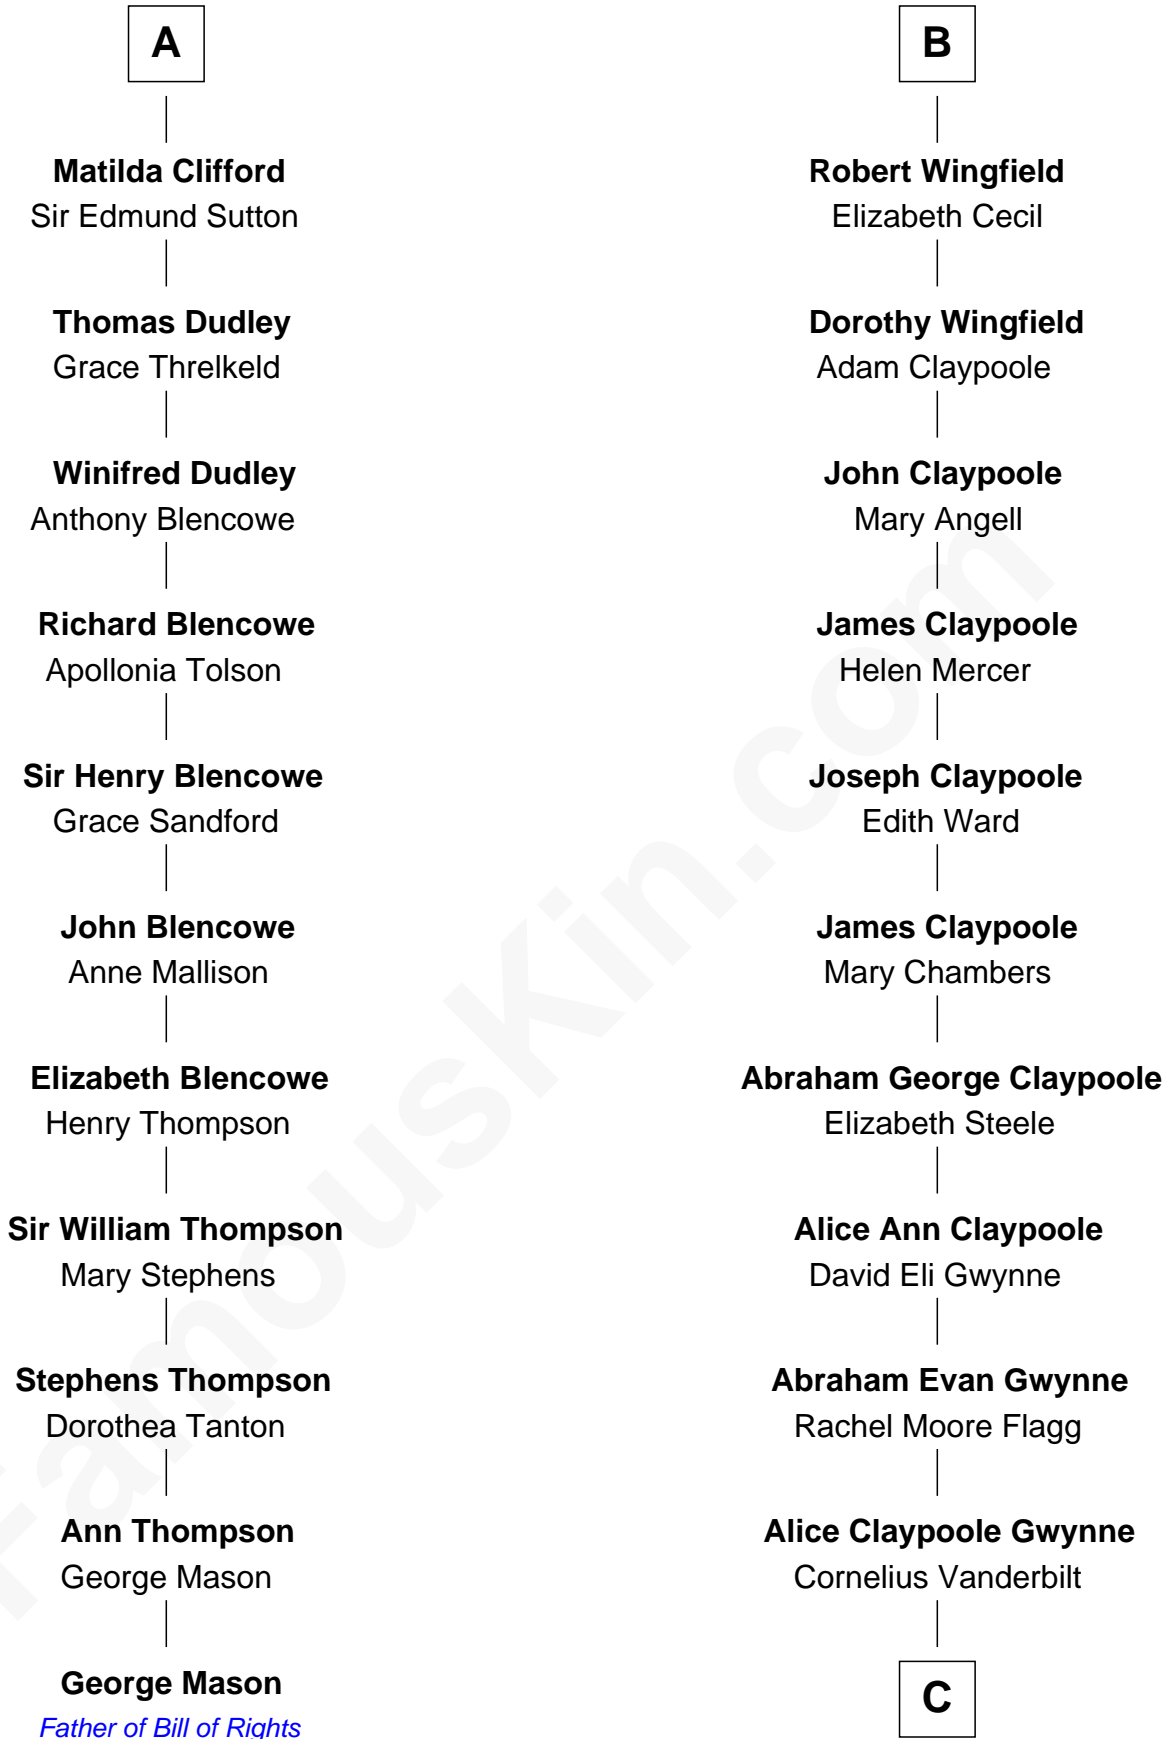 A
Matilda Clifford
Sir Edmund Sutton
Thomas Dudley
Grace Threlkeld
Winifred Dudley
Anthony Blencowe
Richard Blencowe
Apollonia Tolson
Sir Henry Blencowe
Grace Sandford
John Blencowe
Anne Mallison
Elizabeth Blencowe
Henry Thompson
Sir William Thompson
Mary Stephens
Stephens Thompson
Dorothea Tanton
Ann Thompson
George Mason
George Mason
Father of Bill of Rights
B
Robert Wingfield
Elizabeth Cecil
Dorothy Wingfield
Adam Claypoole
John Claypoole
Mary Angell
James Claypoole
Helen Mercer
Joseph Claypoole
Edith Ward
James Claypoole
Mary Chambers
Abraham George Claypoole
Elizabeth Steele
Alice Ann Claypoole
David Eli Gwynne
Abraham Evan Gwynne
Rachel Moore Flagg
Alice Claypoole Gwynne
Cornelius Vanderbilt
C
FamousKin.com